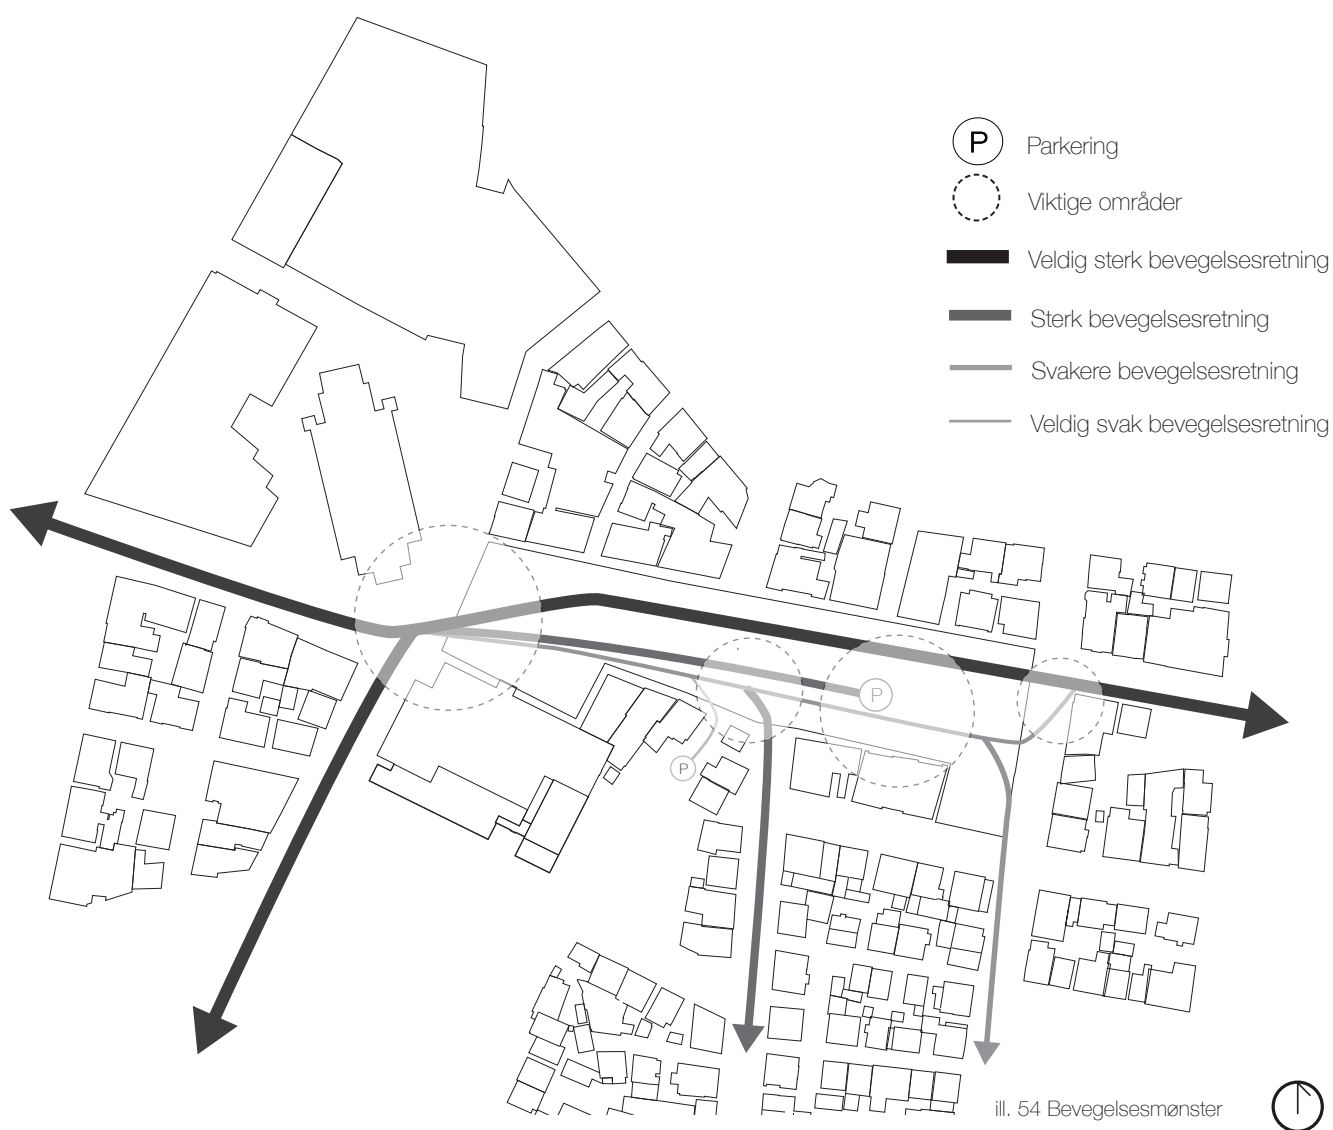 P Parkering
Viktige områder
Veldig sterk bevegelsesretning
Sterk bevegelsesretning
Svakere bevegelsesretning
Veldig svak bevegelsesretning
P
P
ill. 54 Bevegelsesmønster